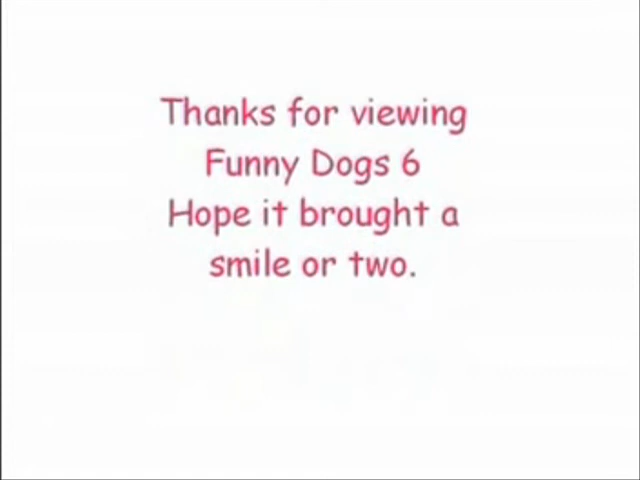 Thanks for viewing
Funny Dogs 6
Hope it brought a
smile or two.